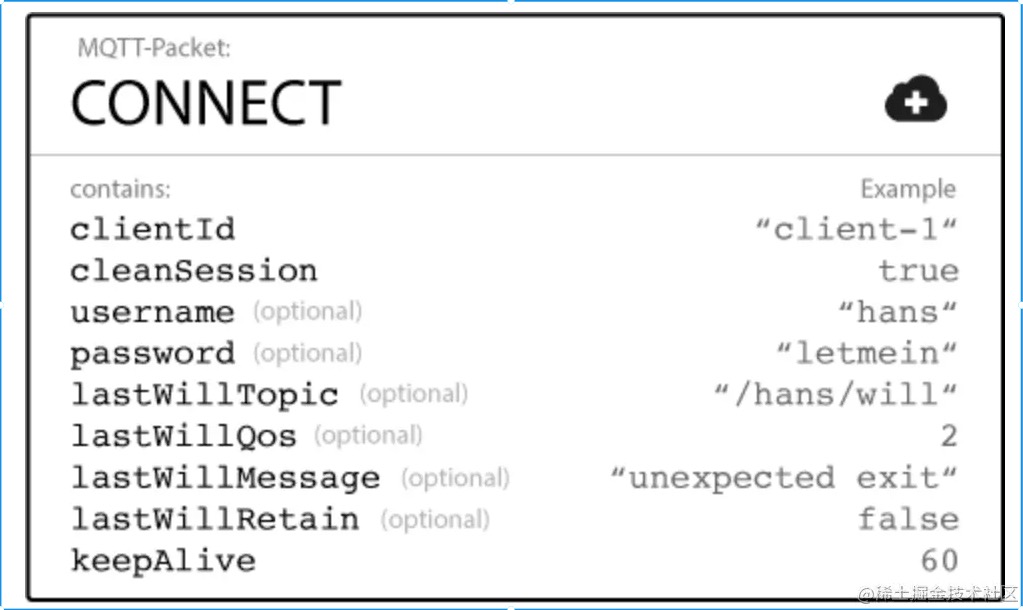 MQTT-Packet:
CONNECT
contains: Example
clientId “client-1“
cleanSession true
username (optional) “hans“
password (optional) “letmein“
lastWillTopic (optional) “/hans/will“
lastWillQos (optional) 2
lastWillMessage (optional) “unexpected exit“
lastWillRetain (optional) false
keepAlive 60
@稀土掘金技术社区